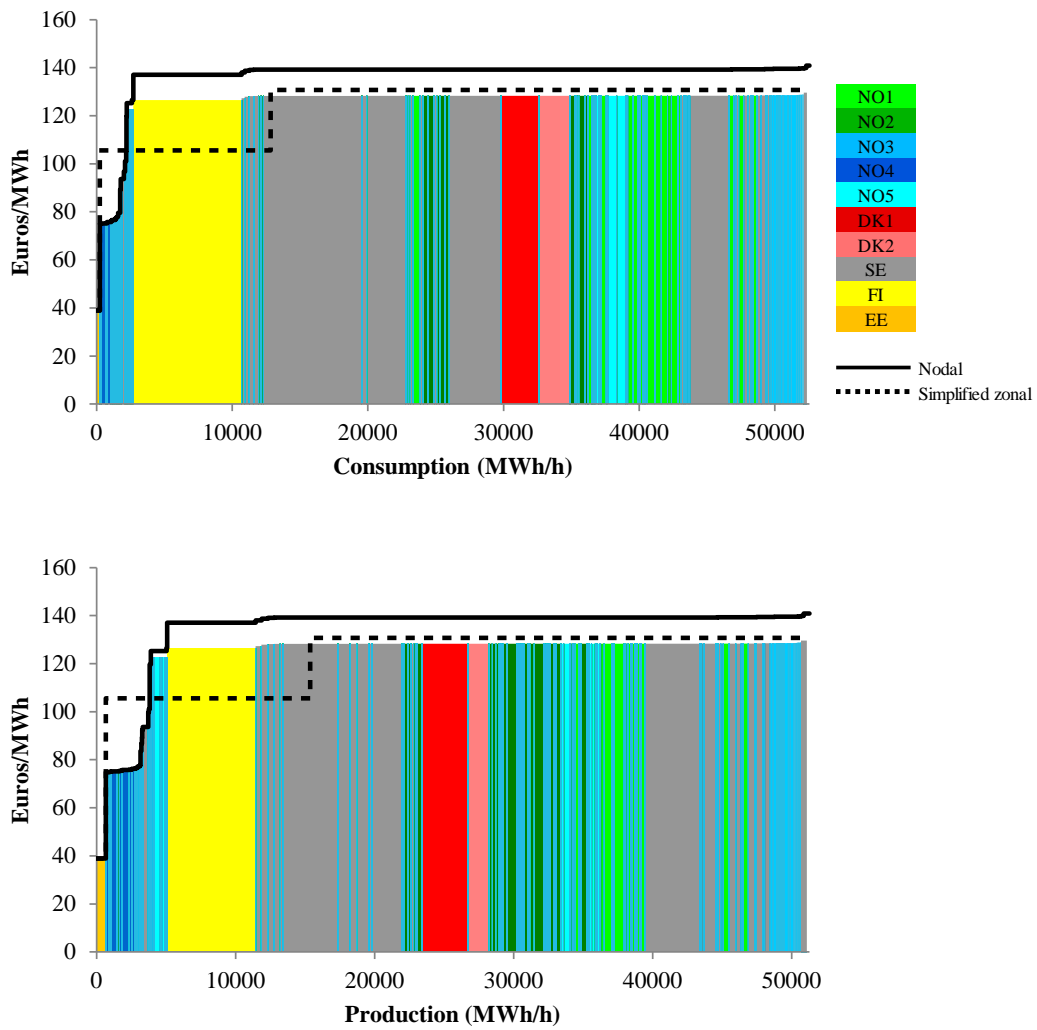 160
140
120
100
80
60
40
20
0
Euros/MWh
0 10000 20000 30000 40000 50000
Consumption (MWh/h)
NO1
NO2
NO3
NO4
NO5
DK1
DK2
SE
FI
EE
Nodal
Simplified zonal
160
140
120
100
80
60
40
20
0
Euros/MWh
0 10000 20000 30000 40000 50000
Production (MWh/h)